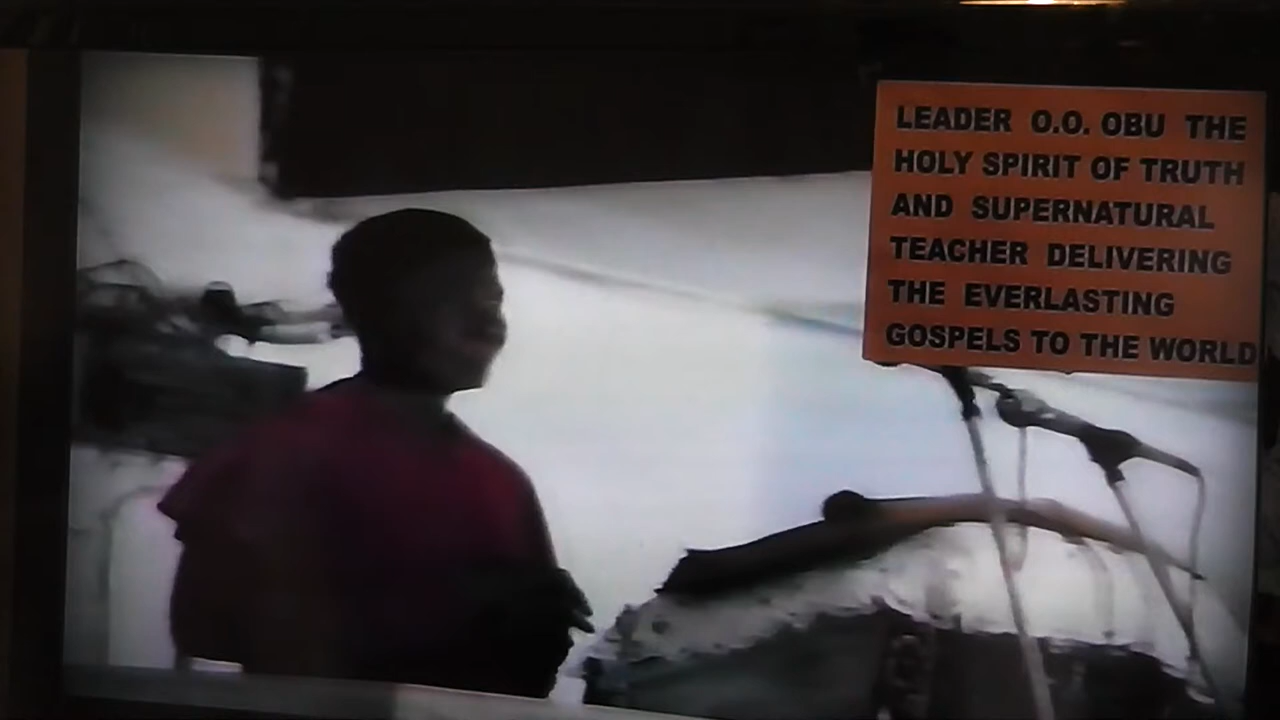 LEADER O.O. OBU THE
HOLY SPIRIT OF TRUTH
AND SUPERNATURAL
TEACHER DELIVERING
THE EVERLASTING
GOSPELS TO THE WORLD